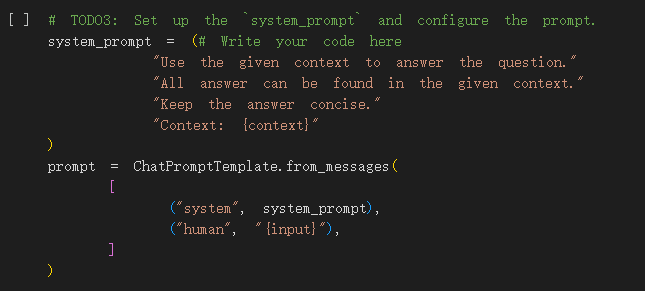 [ ] # TODO3: Set up the `system_prompt` and configure the prompt.
system_prompt = (# Write your code here
"Use the given context to answer the question."
"All answer can be found in the given context."
"Keep the answer concise."
"Context: {context}"
)
prompt = ChatPromptTemplate.from_messages(
[
("system", system_prompt),
("human", "{input}"),
]
)